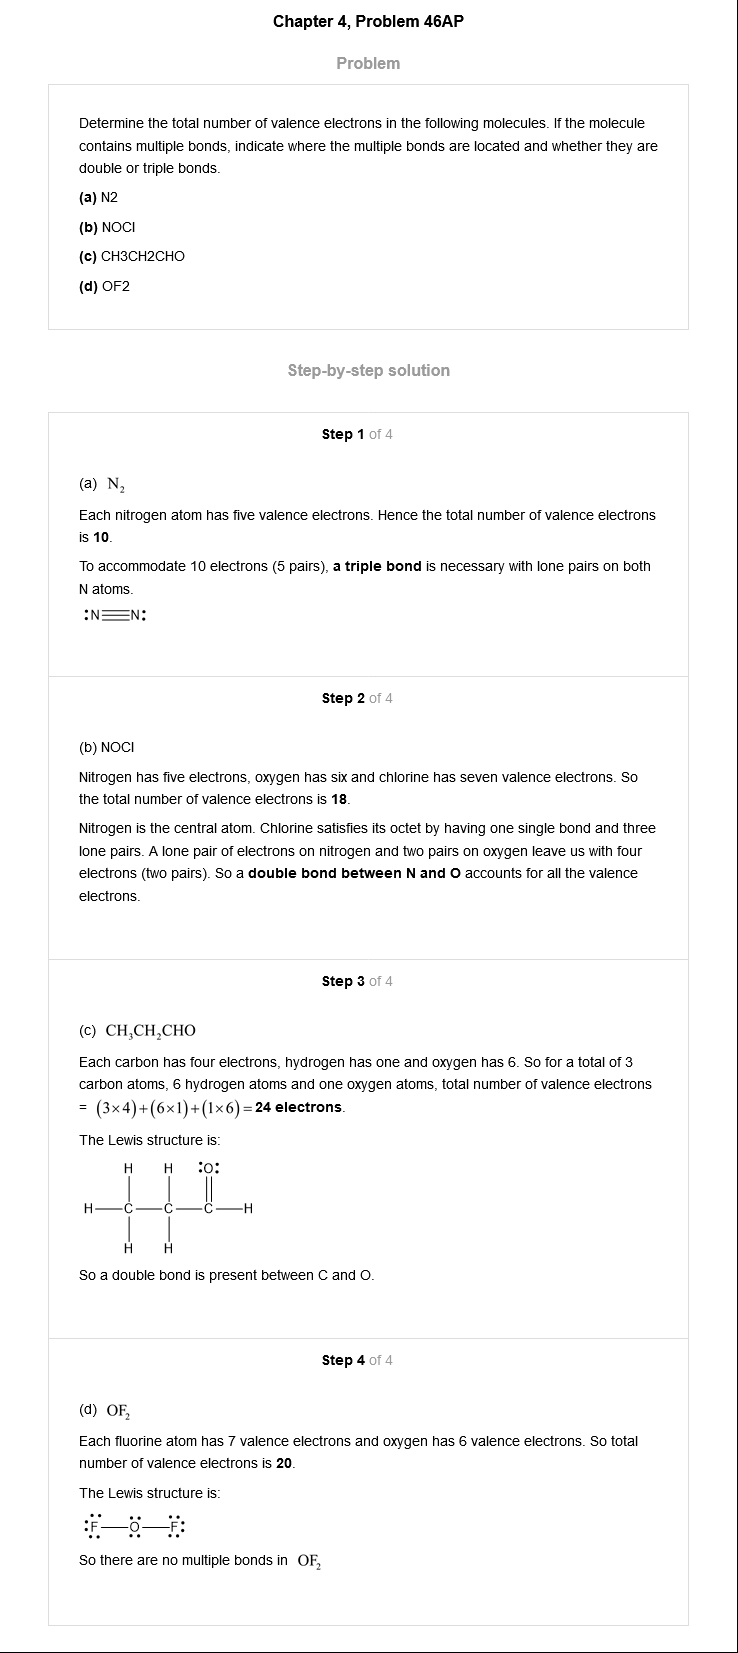 Chapter 4, Problem 46AP
Problem
Determine the total number of valence electrons in the following molecules. If the molecule
contains multiple bonds, indicate where the multiple bonds are located and whether they are
double or triple bonds.
(a) N2
(b) NOCl
(c) CH3CH2CHO
(d) OF2
Step-by-step solution
Step 1 of 4
(a) N₂
Each nitrogen atom has five valence electrons. Hence the total number of valence electrons
is 10.
To accommodate 10 electrons (5 pairs), a triple bond is necessary with lone pairs on both
N atoms.
:N≡N:
Step 2 of 4
(b) NOCl
Nitrogen has five electrons, oxygen has six and chlorine has seven valence electrons. So
the total number of valence electrons is 18.
Nitrogen is the central atom. Chlorine satisfies its octet by having one single bond and three
lone pairs. A lone pair of electrons on nitrogen and two pairs on oxygen leave us with four
electrons (two pairs). So a double bond between N and O accounts for all the valence
electrons.
Step 3 of 4
(c) CH₃CH₂CHO
Each carbon has four electrons, hydrogen has one and oxygen has 6. So for a total of 3
carbon atoms, 6 hydrogen atoms and one oxygen atoms, total number of valence electrons
= (3×4)+(6×1)+(1×6)=24 electrons.
The Lewis structure is:
H H :O:
H—C—C—C—H
H H
So a double bond is present between C and O.
Step 4 of 4
(d) OF₂
Each fluorine atom has 7 valence electrons and oxygen has 6 valence electrons. So total
number of valence electrons is 20.
The Lewis structure is:
:F—O—F:
So there are no multiple bonds in OF₂